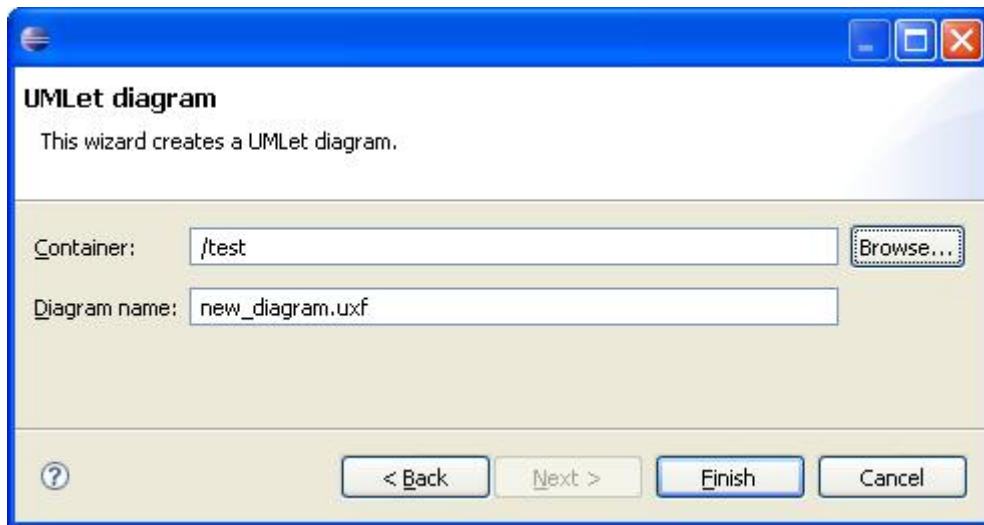 UMLet diagram
This wizard creates a UMLet diagram.
Container: /test Browse...
Diagram name: new_diagram.uxf
? < Back Next > Finish Cancel